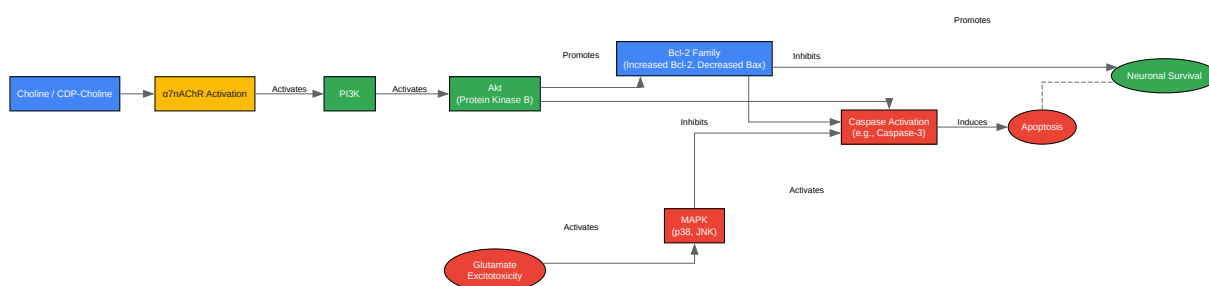 Promotes
Bcl-2 Family
(Increased Bcl-2, Decreased Bax)
Promotes
Inhibits
Neuronal Survival
Choline / CDP-Choline
α7nAChR Activation
Activates
PI3K
Activates
Akt
(Protein Kinase B)
Inhibits
Caspase Activation
(e.g., Caspase-3)
Induces
Apoptosis
Activates
MAPK
(p38, JNK)
Activates
Glutamate
Excitotoxicity